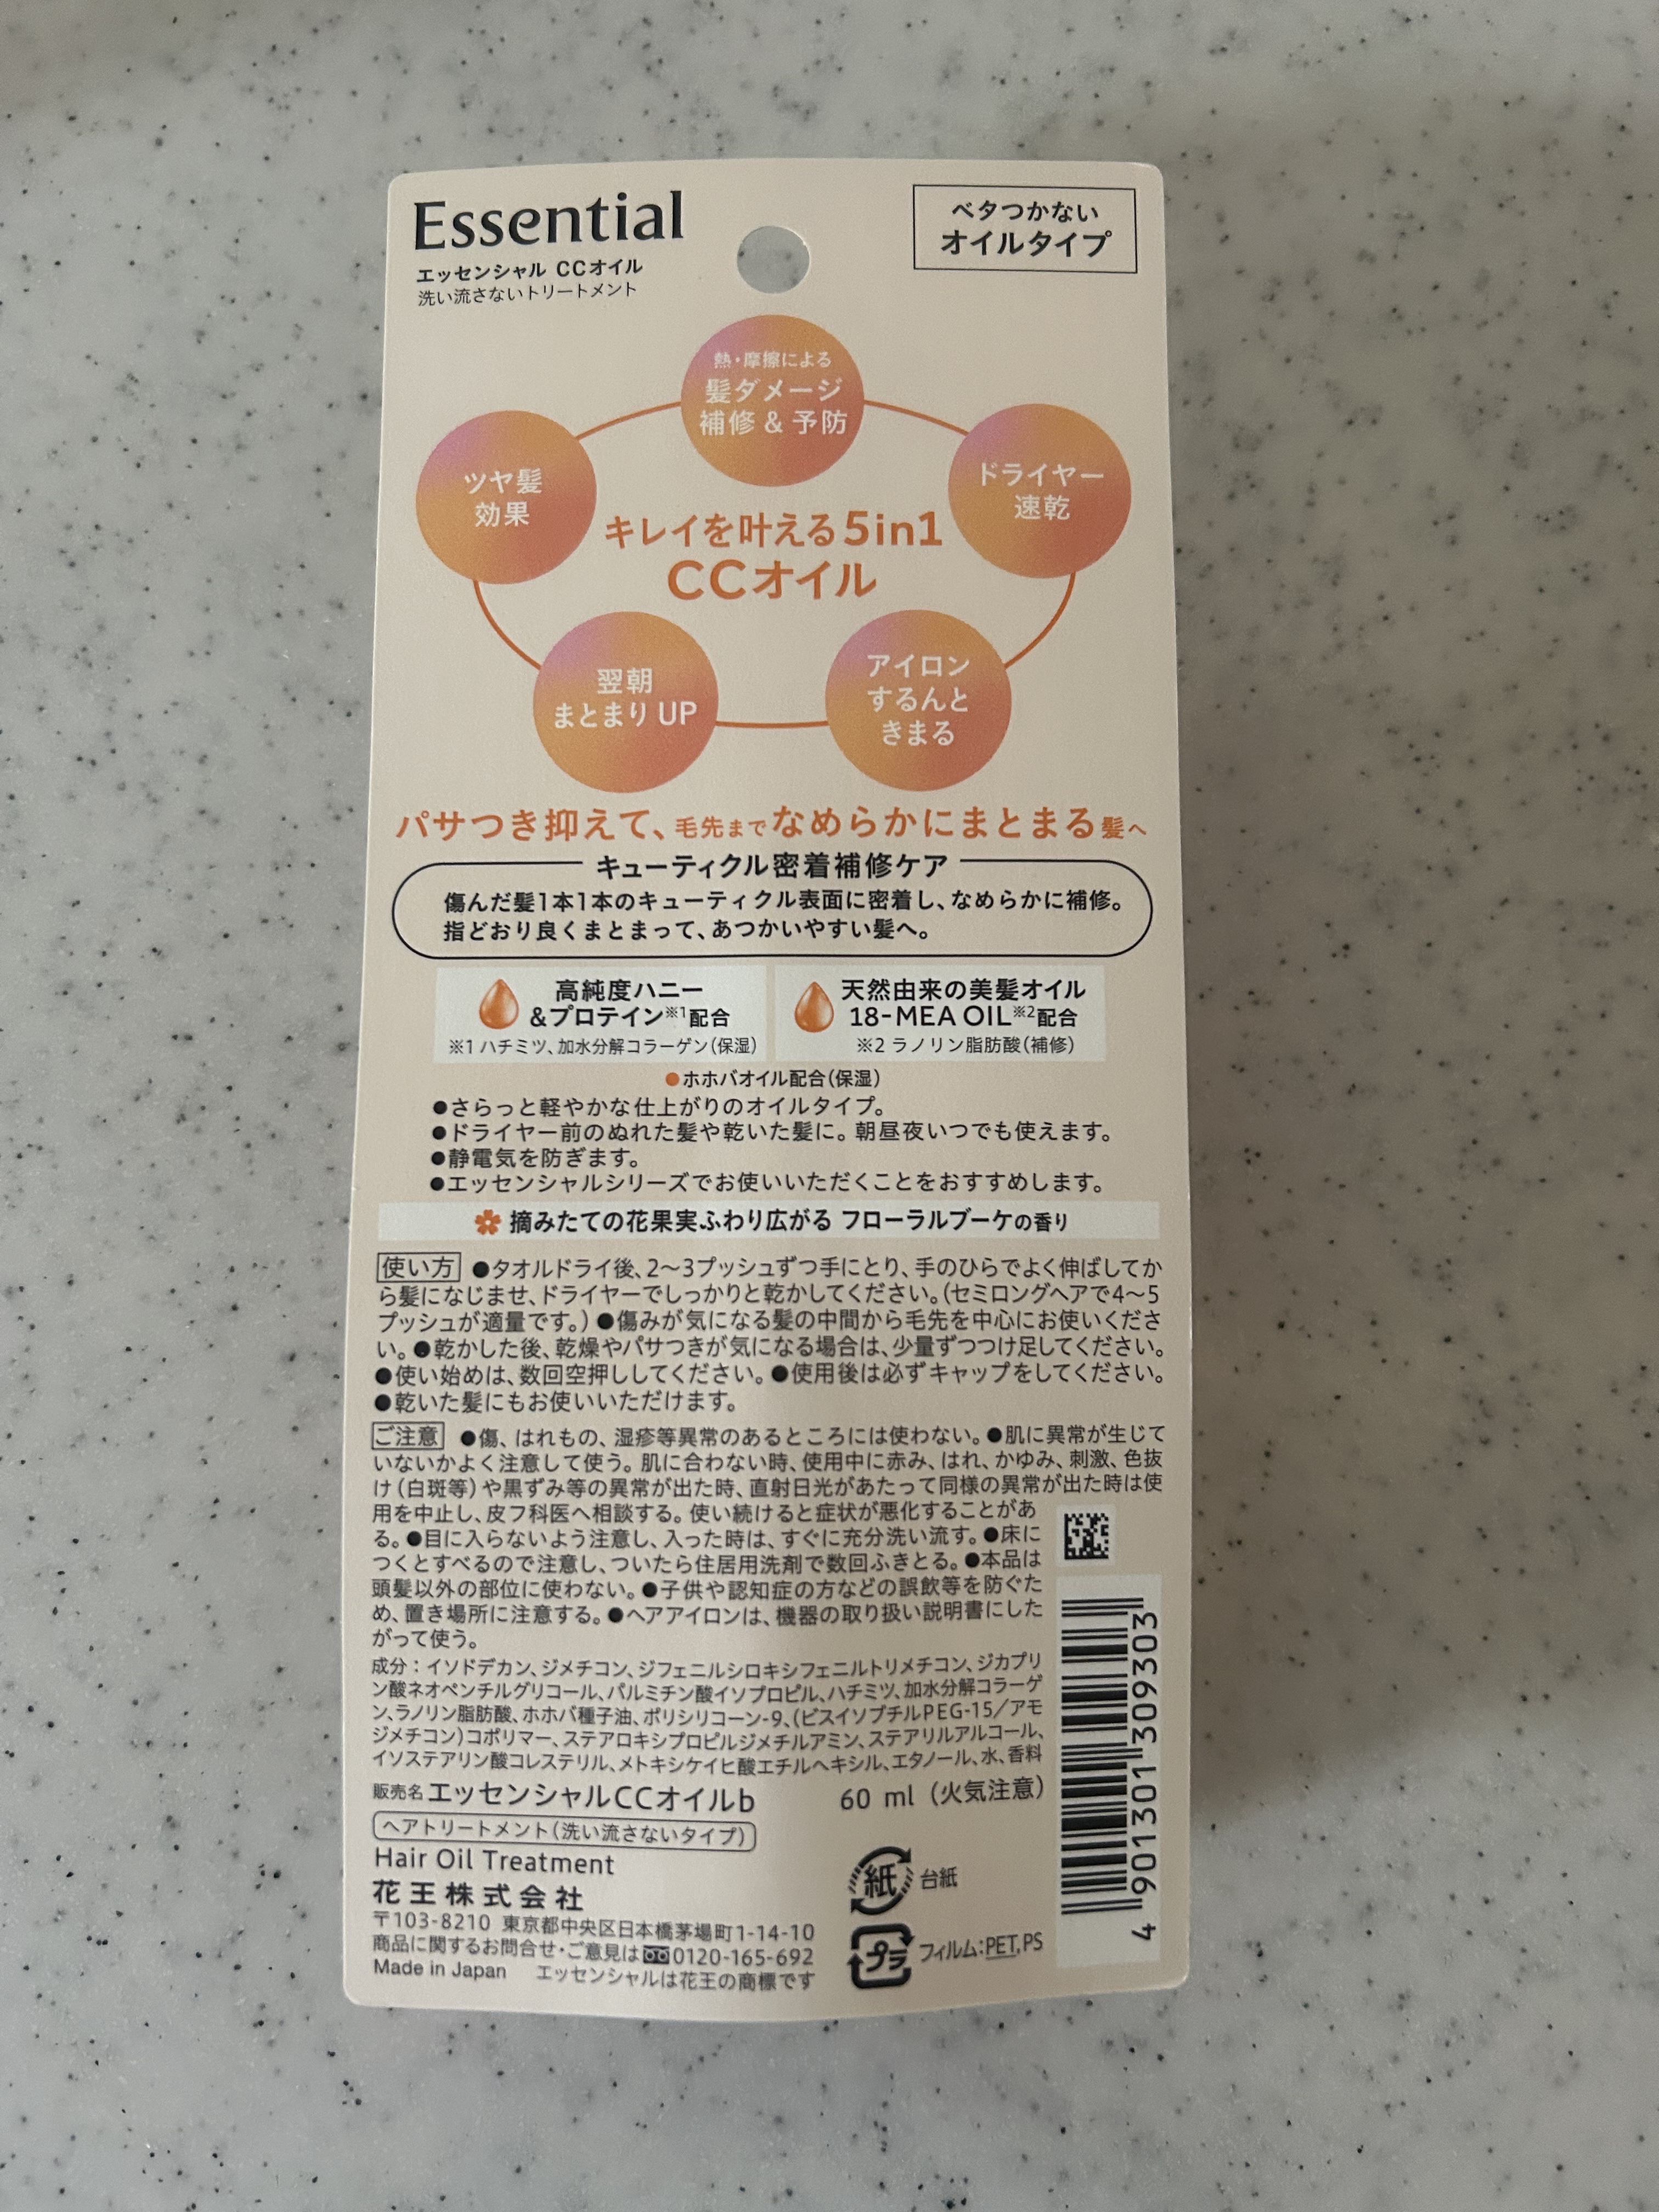 Essential
エッセンシャル CCオイル
洗い流さないトリートメント
ベタつかない
オイルタイプ
熱・摩擦による
髪ダメージ
補修 & 予防
ツヤ髪
効果
ドライヤー
速乾
キレイを叶える5in1
CCオイル
翌朝
まとまりUP
アイロン
するんと
きまる
パサつき抑えて、毛先までなめらかにまとまる髪へ
キューティクル密着補修ケア
傷んだ髪1本1本のキューティクル表面に密着し、なめらかに補修。
指どおり良くまとまって、あつかいやすい髪へ。
高純度ハニー
&プロテイン※1配合
※1 ハチミツ、加水分解コラーゲン(保湿)
天然由来の美髪オイル
18-MEA OIL※2配合
※2 ラノリン脂肪酸(補修)
●ホホバオイル配合(保湿)
●さらっと軽やかな仕上がりのオイルタイプ。
●ドライヤー前のぬれた髪や乾いた髪に。朝昼夜いつでも使えます。
●静電気を防ぎます。
●エッセンシャルシリーズでお使いいただくことをおすすめします。
摘みたての花果実ふわり広がる フローラルブーケの香り
使い方 ●タオルドライ後、2～3プッシュずつ手にとり、手のひらでよく伸ばしてか
ら髪になじませ、ドライヤーでしっかりと乾かしてください。(セミロングヘアで4～5
プッシュが適量です。) ●傷みが気になる髪の中間から毛先を中心にお使いくださ
い。●乾かした後、乾燥やパサつきが気になる場合は、少量ずつつけ足してください。
●使い始めは、数回空押ししてください。●使用後は必ずキャップをしてください。
●乾いた髪にもお使いいただけます。
ご注意 ●傷、はれもの、湿疹等異常のあるところには使わない。●肌に異常が生じて
いないかよく注意して使う。肌に合わない時、使用中に赤み、はれ、かゆみ、刺激、色抜
け(白斑等)や黒ずみ等の異常が出た時、直射日光があたって同様の異常が出た時は使
用を中止し、皮フ科医へ相談する。使い続けると症状が悪化することがあ
る。●目に入らないよう注意し、入った時は、すぐに充分洗い流す。●床に
つくとすべるので注意し、ついたら住居用洗剤で数回ふきとる。●本品は
頭髪以外の部位に使わない。●子供や認知症の方などの誤飲等を防ぐた
め、置き場所に注意する。●ヘアアイロンは、機器の取り扱い説明書にした
がって使う。
成分：イソドデカン、ジメチコン、ジフェニルシロキシフェニルトリメチコン、ジカプリ
ン酸ネオペンチルグリコール、パルミチン酸イソプロピル、ハチミツ、加水分解コラーゲ
ン、ラノリン脂肪酸、ホホバ種子油、ポリシリコーン-9、(ビスイソブチルPEG-15/アモ
ジメチコン)コポリマー、ステアロキシプロピルジメチルアミン、ステアリルアルコール、
イソステアリン酸コレステリル、メトキシケイヒ酸エチルヘキシル、エタノール、水、香料
販売名エッセンシャルCCオイルb
60 ml (火気注意)
ヘアトリートメント(洗い流さないタイプ)
Hair Oil Treatment
花王株式会社
〒103-8210 東京都中央区日本橋茅場町1-14-10
商品に関するお問合せ・ご意見は0120-165-692
Made in Japan エッセンシャルは花王の商標です
紙 台紙
プラ フィルム:PET,PS
4 901301 309303